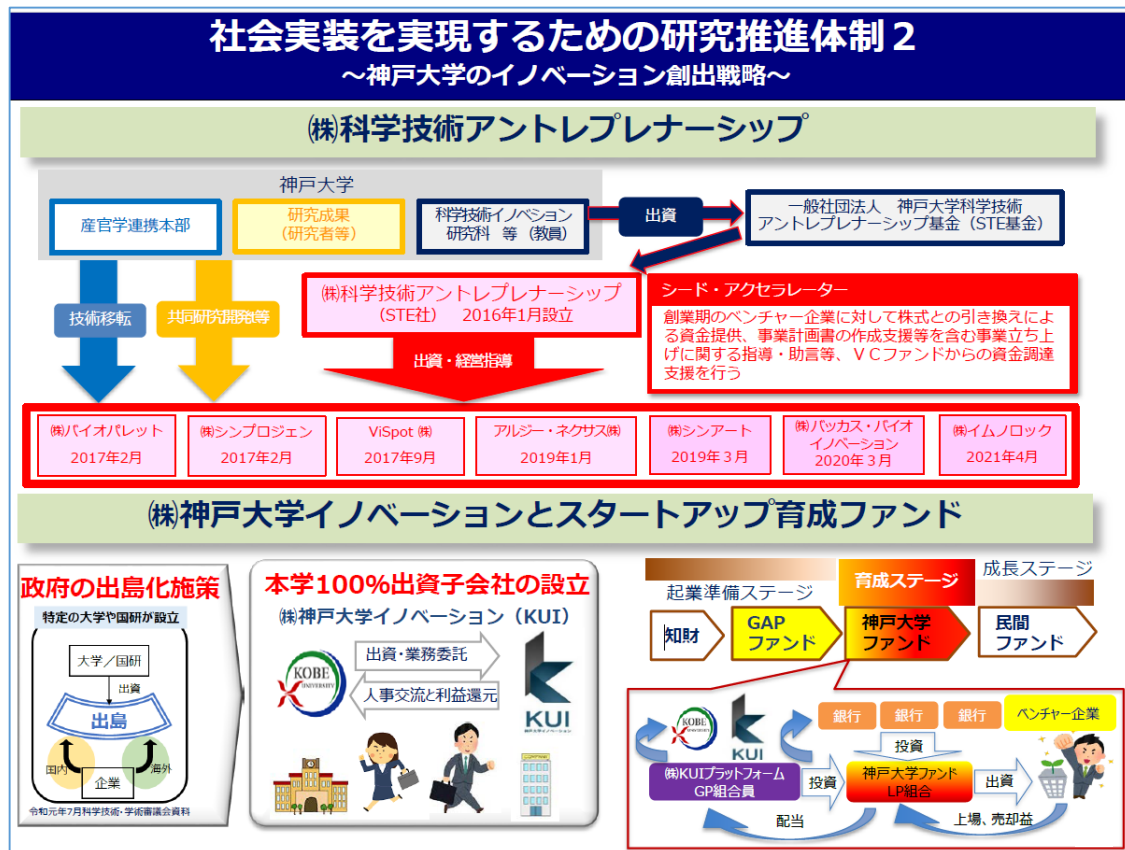 社会実装を実現するための研究推進体制２
～神戸大学のイノベーション創出戦略～
㈱科学技術アントレプレナーシップ
神戸大学
産官学連携本部
研究成果
（研究者等）
科学技術イノベション
研究科　等（教員）
出資
一般社団法人　神戸大学科学技術
アントレプレナーシップ基金（STE基金）
技術移転
共同研究開発等
㈱科学技術アントレプレナーシップ
（STE社）　2016年1月設立
出資・経営指導
シード・アクセラレーター
創業期のベンチャー企業に対して株式との引き換えによ
る資金提供、事業計画書の作成支援等を含む事業立ち上
げに関する指導・助言等、ＶＣファンドからの資金調達
支援を行う
㈱バイオパレット
2017年2月
㈱シンプロジェン
2017年2月
ViSpot ㈱
2017年9月
アルジー・ネクサス㈱
2019年1月
㈱シンアート
2019年３月
㈱バッカス・バイオ
イノベーション
2020年３月
㈱イムノロック
2021年4月
㈱神戸大学イノベーションとスタートアップ育成ファンド
政府の出島化施策
特定の大学や国研が設立
大学／国研
出資
出島
国内
海外
企業
令和元年7月科学技術・学術審議会資料
本学100%出資子会社の設立
㈱神戸大学イノベーション（KUI）
KOBE
UNIVERSITY
出資・業務委託
人事交流と利益還元
KUI
起業準備ステージ
育成ステージ
成長ステージ
知財
GAP
ファンド
神戸大学
ファンド
民間
ファンド
KOBE
KUI
銀行
銀行
銀行
ベンチャー企業
投資
㈱KUIプラットフォーム
GP組合員
投資
神戸大学ファンド
LP組合
出資
配当
上場、売却益